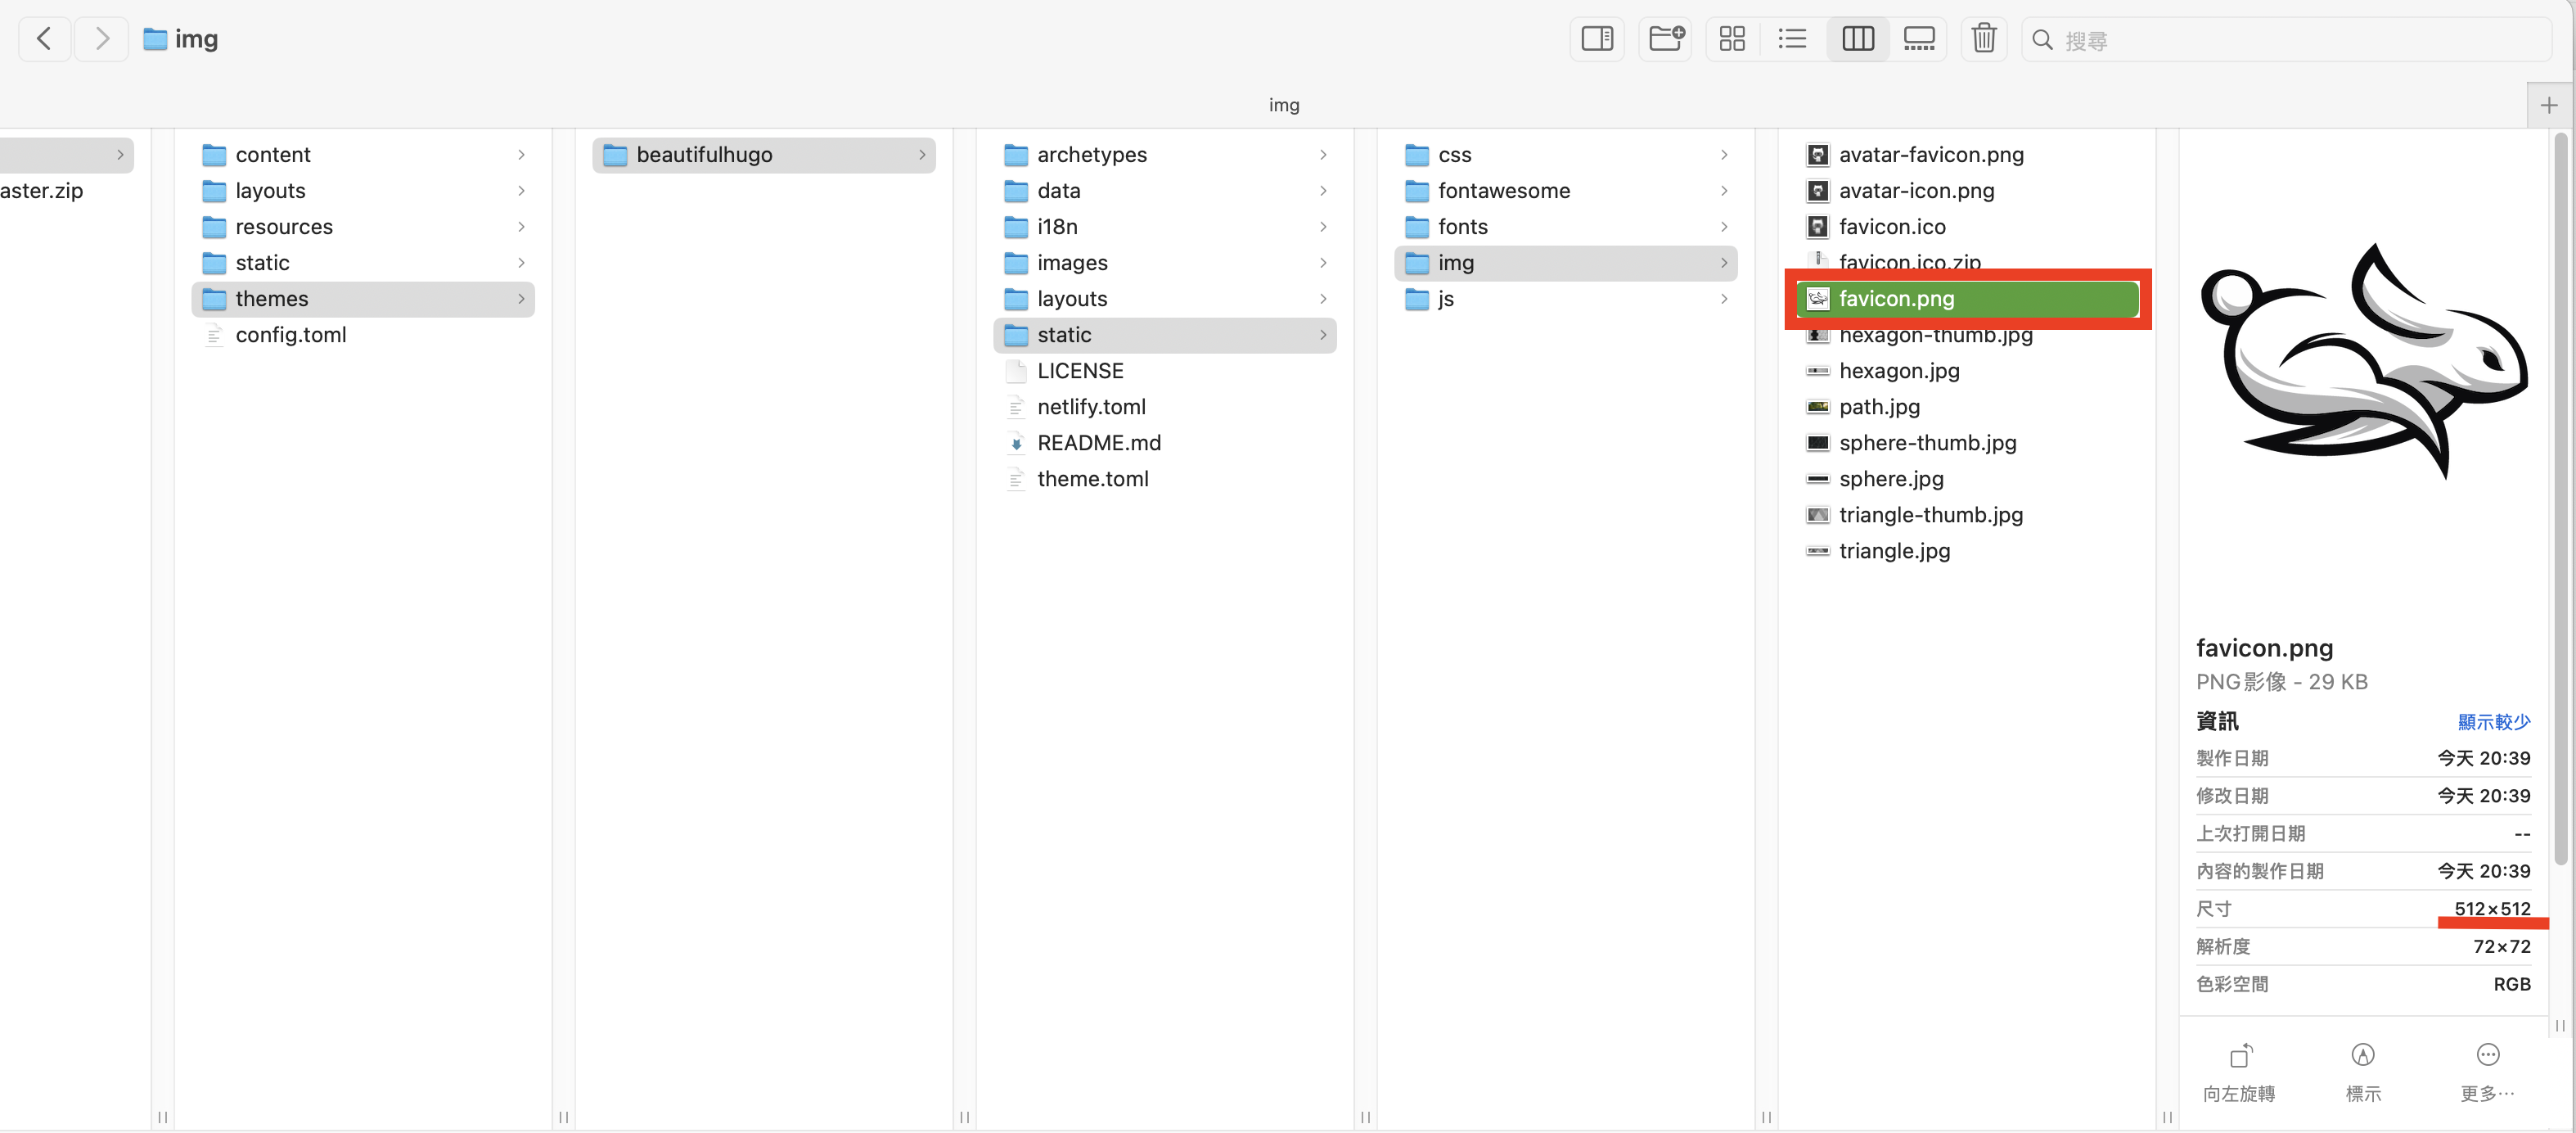 img
搜尋
img
aster.zip
content
layouts
resources
static
themes
config.toml
beautifulhugo
archetypes
data
i18n
images
layouts
static
LICENSE
netlify.toml
README.md
theme.toml
css
fontawesome
fonts
img
js
avatar-favicon.png
avatar-icon.png
favicon.ico
favicon.ico.zip
favicon.png
hexagon-thumb.jpg
hexagon.jpg
path.jpg
sphere-thumb.jpg
sphere.jpg
triangle-thumb.jpg
triangle.jpg
favicon.png
PNG影像 - 29 KB
資訊 顯示較少
製作日期 今天 20:39
修改日期 今天 20:39
上次打開日期 --
內容的製作日期 今天 20:39
尺寸 512×512
解析度 72×72
色彩空間 RGB
向左旋轉 標示 更多⋯